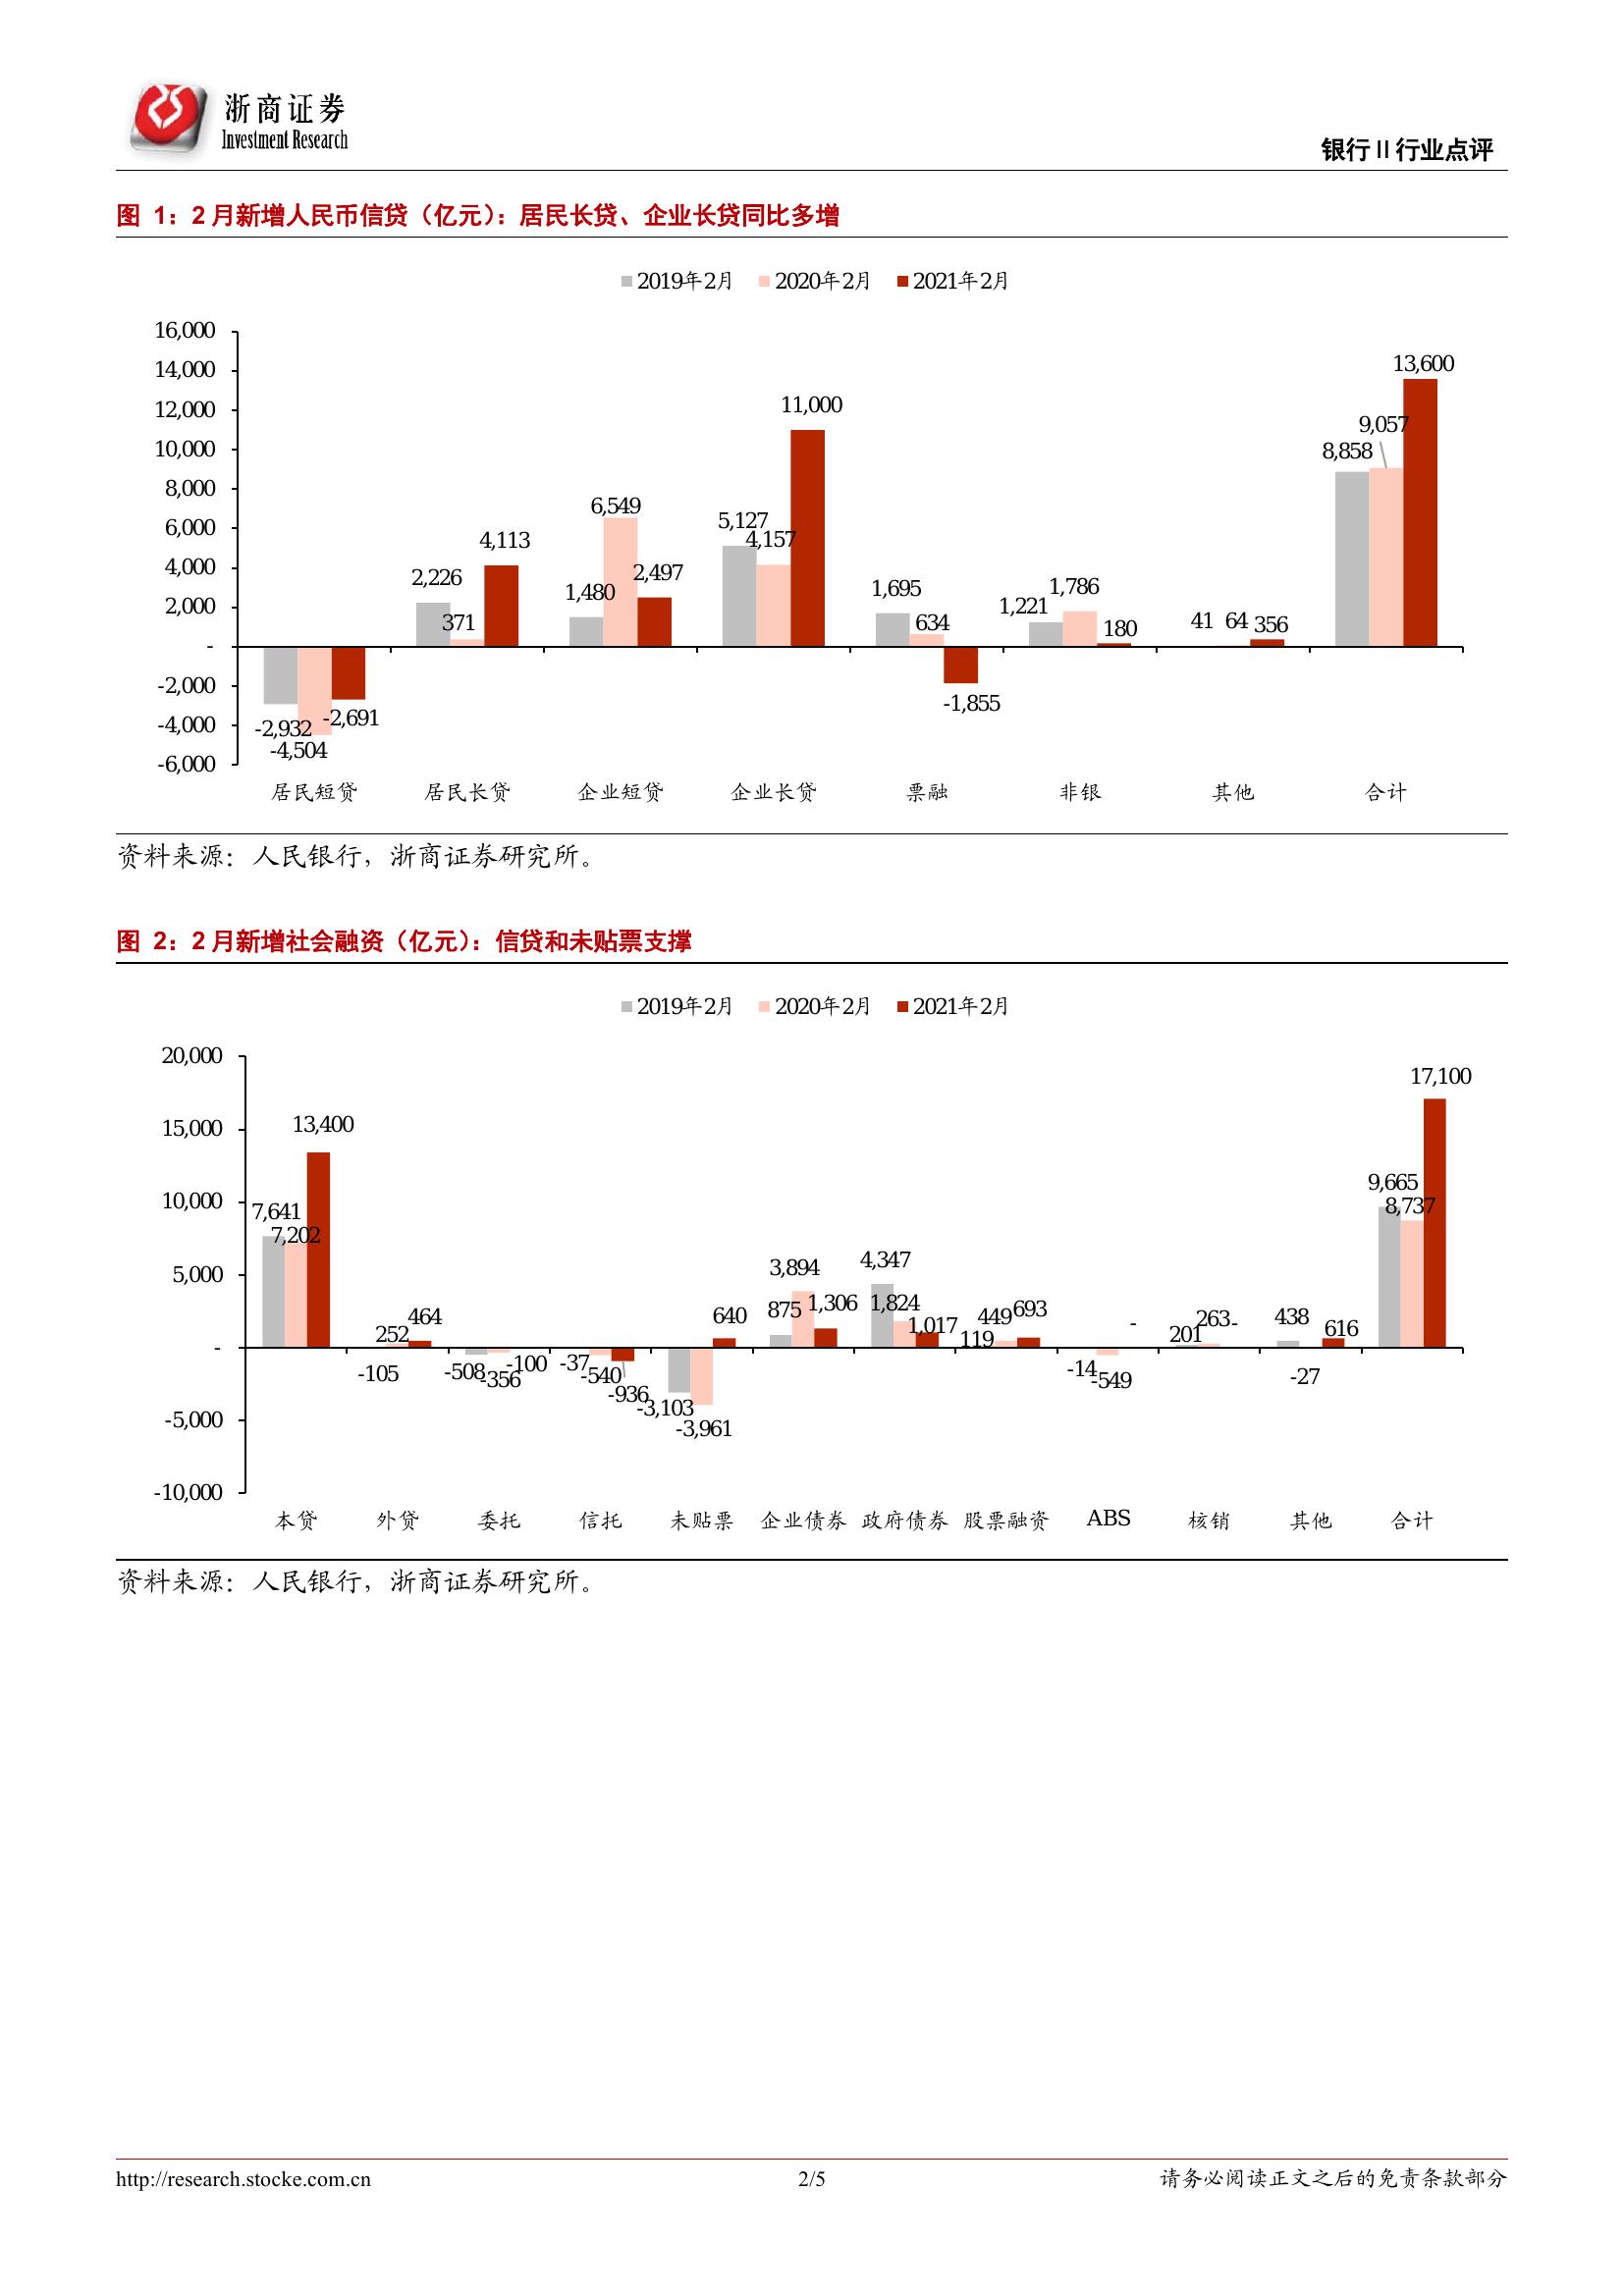 浙商证券
Investment Research
银行 II 行业点评
图 1：2 月新增人民币信贷（亿元）：居民长贷、企业长贷同比多增
2019年2月 2020年2月 2021年2月
16,000
14,000
12,000
10,000
8,000
6,000
4,000
2,000
-
-2,000
-4,000
-6,000
-2,932 -4,504 -2,691
2,226 371 4,113
1,480 6,549 2,497
5,127 4,157 11,000
1,695 634 -1,855
1,221 1,786 180
41 64 356
8,858 9,057 13,600
居民短贷 居民长贷 企业短贷 企业长贷 票融 非银 其他 合计
资料来源：人民银行，浙商证券研究所。
图 2：2 月新增社会融资（亿元）：信贷和未贴票支撑
2019年2月 2020年2月 2021年2月
20,000
15,000
10,000
5,000
-
-5,000
-10,000
7,641 7,202 13,400
-105 252 464
-508 -356 -100
-37 -540 -936
-3,103 -3,961 640
875 3,894 1,306
4,347 1,824 1,017
119 449 693
-14 -549 -
201 263 -
438 -27 616
9,665 8,737 17,100
本贷 外贷 委托 信托 未贴票 企业债券 政府债券 股票融资 ABS 核销 其他 合计
资料来源：人民银行，浙商证券研究所。
http://research.stocke.com.cn
2/5
请务必阅读正文之后的免责条款部分